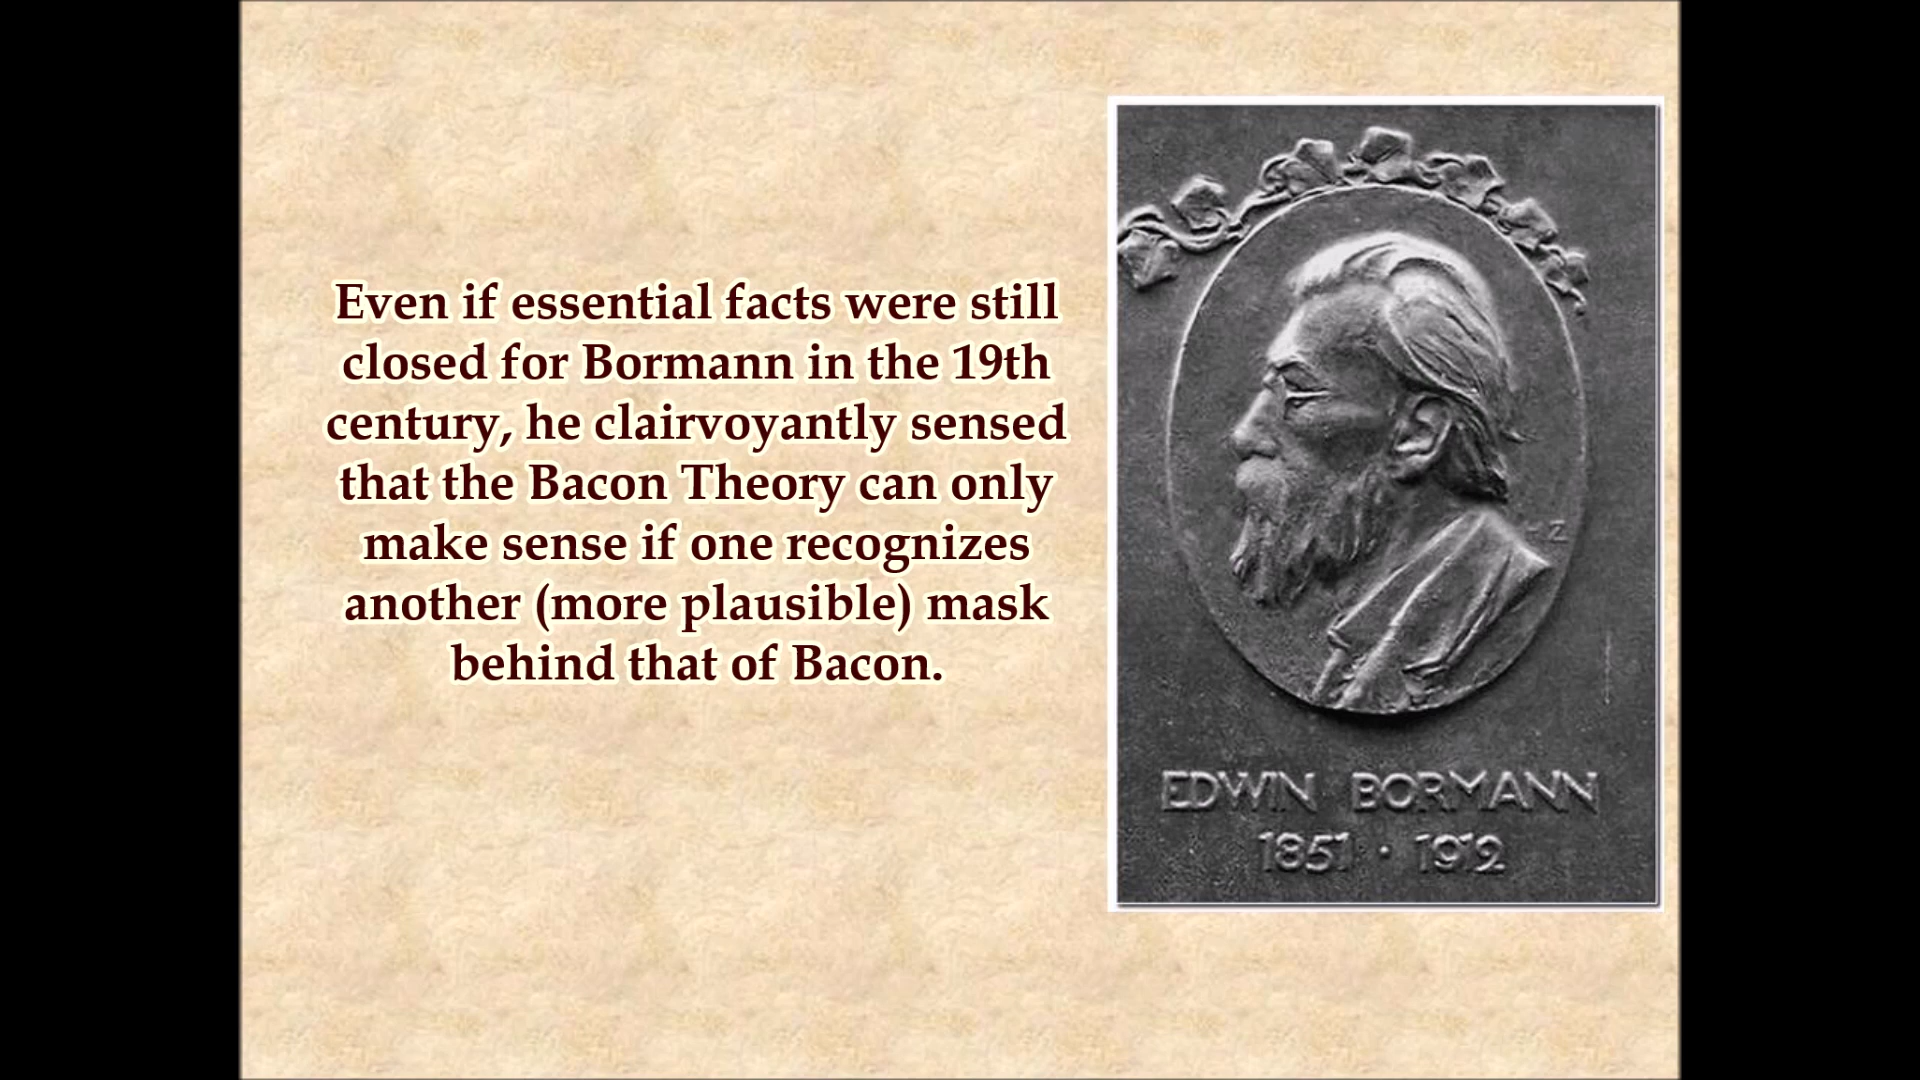 Even if essential facts were still
closed for Bormann in the 19th
century, he clairvoyantly sensed
that the Bacon Theory can only
make sense if one recognizes
another (more plausible) mask
behind that of Bacon.
EDWIN BORMANN
1851 · 1912